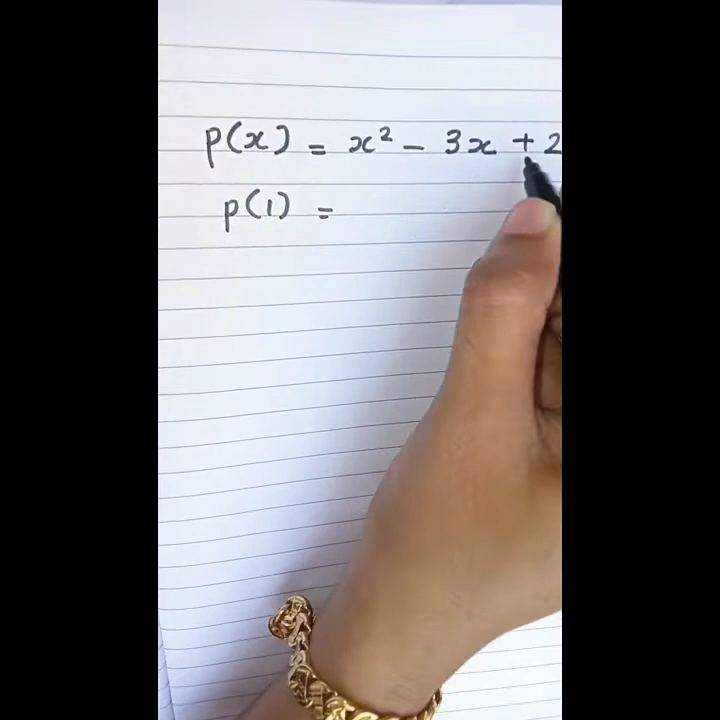 p(x) = x² - 3x + 2
p(1) =